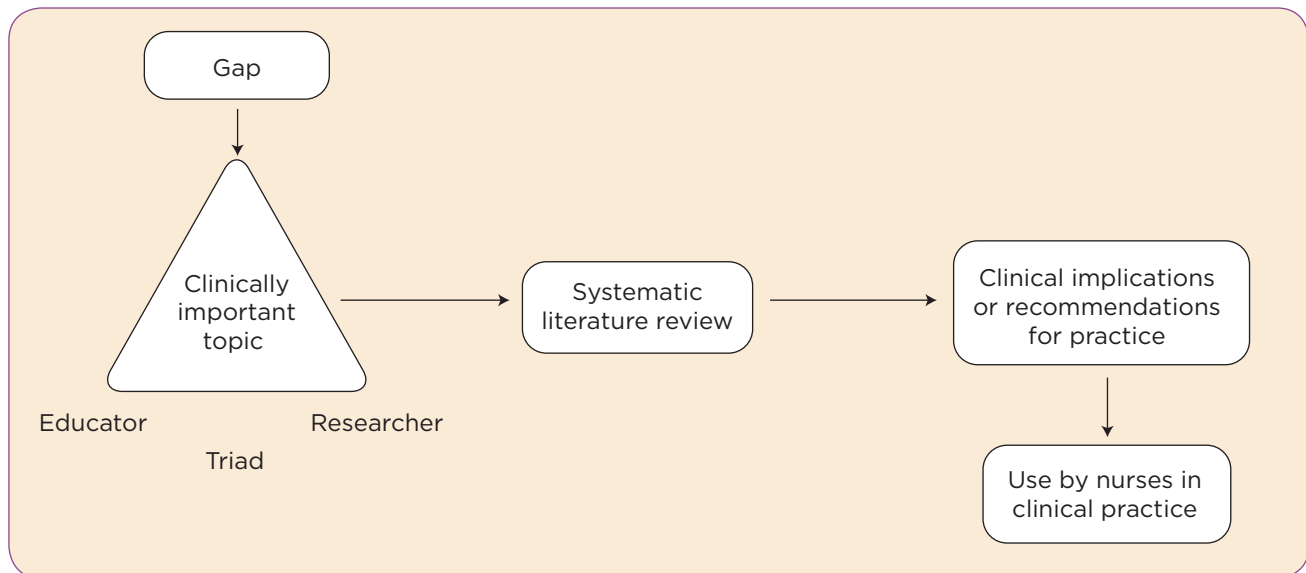 Gap
Clinically
important
topic
Educator
Researcher
Triad
Systematic
literature review
Clinical implications
or recommendations
for practice
Use by nurses in
clinical practice